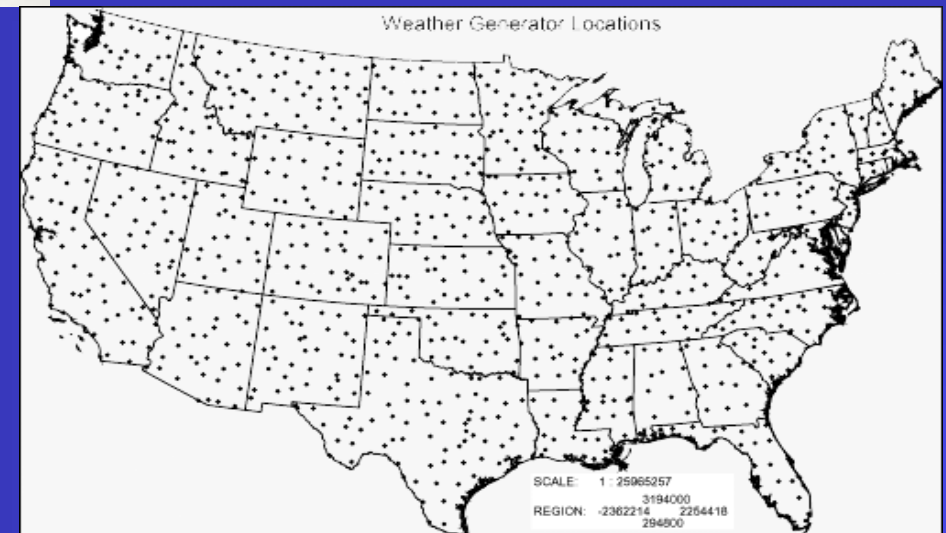 Weather Generator Locations
SCALE: 1 : 25965257
3194000
REGION: -2362214 2254418
294800